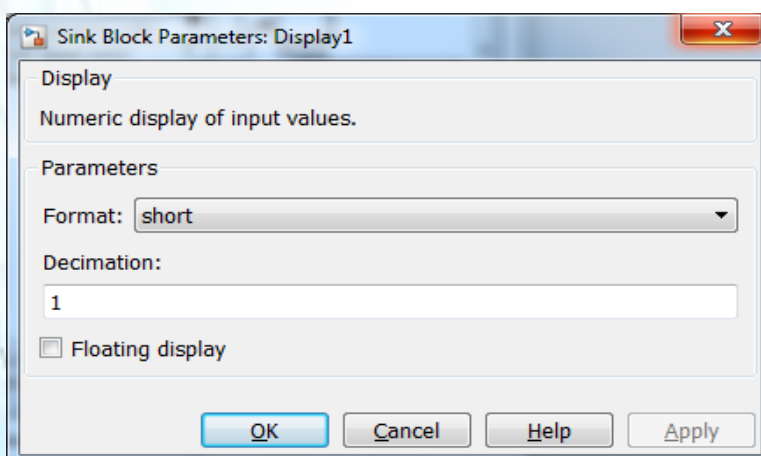 Sink Block Parameters: Display1
Display
Numeric display of input values.
Parameters
Format: short
Decimation:
1
Floating display
OK Cancel Help Apply